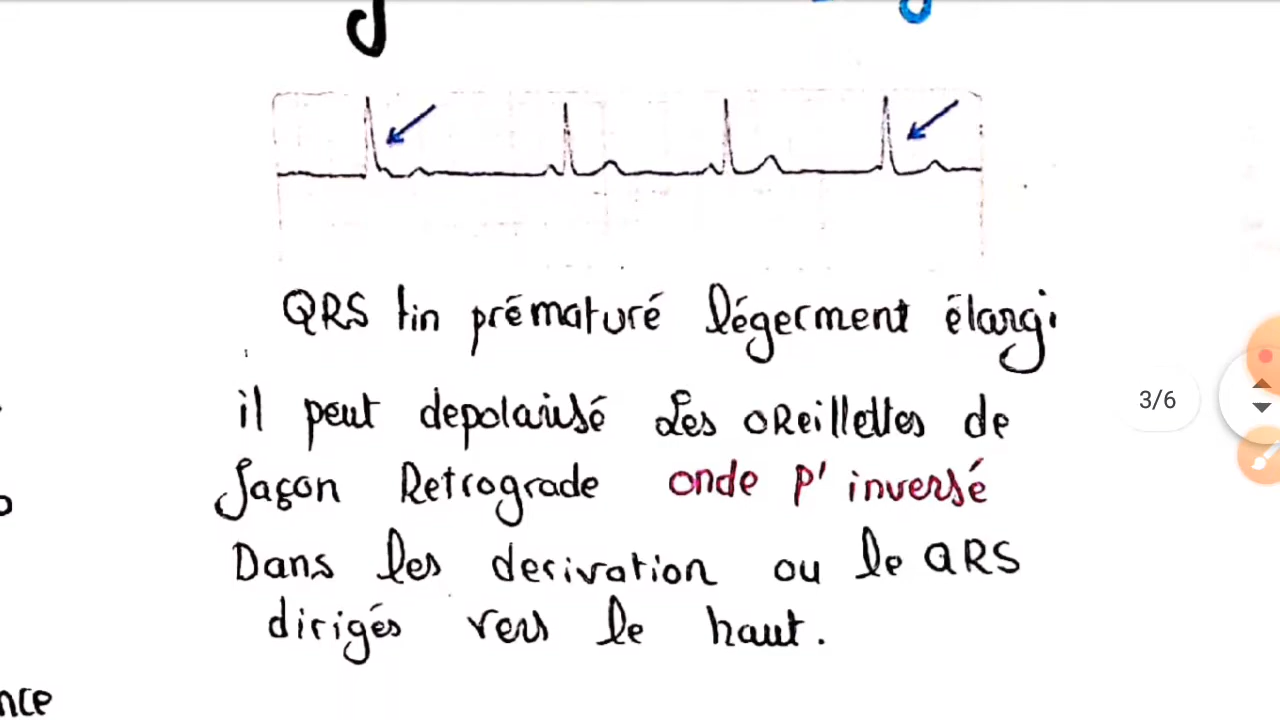 QRS fin prématuré légerment élargi
il peut depolarisé Les oreillettes de
façon Retrograde onde p' inversé
Dans les derivation ou le QRS
dirigés vers le haut.
3/6
nce